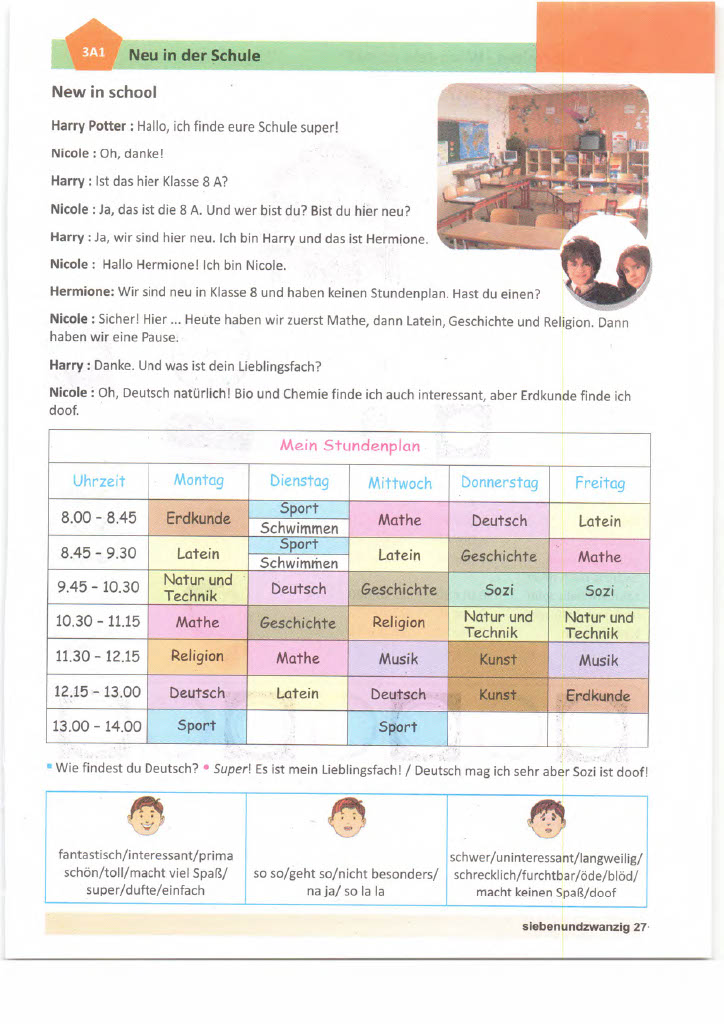 3A1
Neu in der Schule
New in school
Harry Potter : Hallo, ich finde eure Schule super!
Nicole : Oh, danke!
Harry : Ist das hier Klasse 8 A?
Nicole : Ja, das ist die 8 A. Und wer bist du? Bist du hier neu?
Harry : Ja, wir sind hier neu. Ich bin Harry und das ist Hermione.
Nicole : Hallo Hermione! Ich bin Nicole.
Hermione: Wir sind neu in Klasse 8 und haben keinen Stundenplan. Hast du einen?
Nicole : Sicher! Hier ... Heute haben wir zuerst Mathe, dann Latein, Geschichte und Religion. Dann
haben wir eine Pause.
Harry : Danke. Und was ist dein Lieblingsfach?
Nicole : Oh, Deutsch natürlich! Bio und Chemie finde ich auch interessant, aber Erdkunde finde ich
doof.
Mein Stundenplan
Uhrzeit Montag Dienstag Mittwoch Donnerstag Freitag
8.00 - 8.45 Erdkunde Sport Schwimmen Mathe Deutsch Latein
8.45 - 9.30 Latein Sport Schwimmen Latein Geschichte Mathe
9.45 - 10.30 Natur und Technik Deutsch Geschichte Sozi Sozi
10.30 - 11.15 Mathe Geschichte Religion Natur und Technik Natur und Technik
11.30 - 12.15 Religion Mathe Musik Kunst Musik
12.15 - 13.00 Deutsch Latein Deutsch Kunst Erdkunde
13.00 - 14.00 Sport Sport
▪ Wie findest du Deutsch? • Super! Es ist mein Lieblingsfach! / Deutsch mag ich sehr aber Sozi ist doof!
fantastisch/interessant/prima
schön/toll/macht viel Spaß/
super/dufte/einfach
so so/geht so/nicht besonders/
na ja/ so la la
schwer/uninteressant/langweilig/
schrecklich/furchtbar/öde/blöd/
macht keinen Spaß/doof
siebenundzwanzig 27